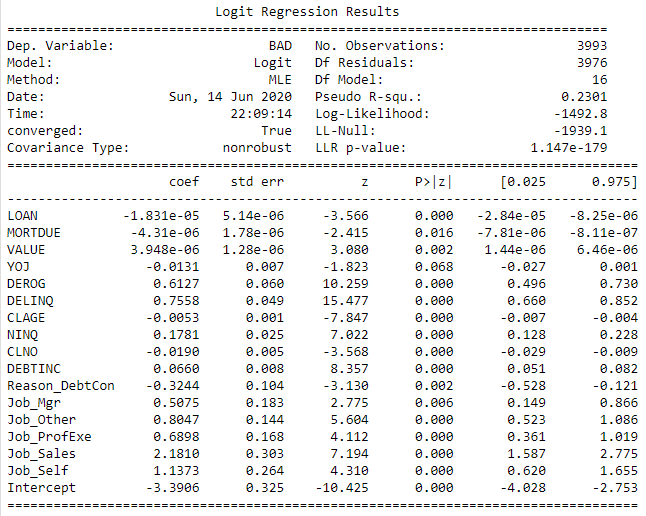 Logit Regression Results
==============================================================================
Dep. Variable: BAD No. Observations: 3993
Model: Logit Df Residuals: 3976
Method: MLE Df Model: 16
Date: Sun, 14 Jun 2020 Pseudo R-squ.: 0.2301
Time: 22:09:14 Log-Likelihood: -1492.8
converged: True LL-Null: -1939.1
Covariance Type: nonrobust LLR p-value: 1.147e-179
==================================================================================
coef std err z P>|z| [0.025 0.975]
----------------------------------------------------------------------------------
LOAN -1.831e-05 5.14e-06 -3.566 0.000 -2.84e-05 -8.25e-06
MORTDUE -4.31e-06 1.78e-06 -2.415 0.016 -7.81e-06 -8.11e-07
VALUE 3.948e-06 1.28e-06 3.080 0.002 1.44e-06 6.46e-06
YOJ -0.0131 0.007 -1.823 0.068 -0.027 0.001
DEROG 0.6127 0.060 10.259 0.000 0.496 0.730
DELINQ 0.7558 0.049 15.477 0.000 0.660 0.852
CLAGE -0.0053 0.001 -7.847 0.000 -0.007 -0.004
NINQ 0.1781 0.025 7.022 0.000 0.128 0.228
CLNO -0.0190 0.005 -3.568 0.000 -0.029 -0.009
DEBTINC 0.0660 0.008 8.357 0.000 0.051 0.082
Reason_DebtCon -0.3244 0.104 -3.130 0.002 -0.528 -0.121
Job_Mgr 0.5075 0.183 2.775 0.006 0.149 0.866
Job_Other 0.8047 0.144 5.604 0.000 0.523 1.086
Job_ProfExe 0.6898 0.168 4.112 0.000 0.361 1.019
Job_Sales 2.1810 0.303 7.194 0.000 1.587 2.775
Job_Self 1.1373 0.264 4.310 0.000 0.620 1.655
Intercept -3.3906 0.325 -10.425 0.000 -4.028 -2.753
==================================================================================